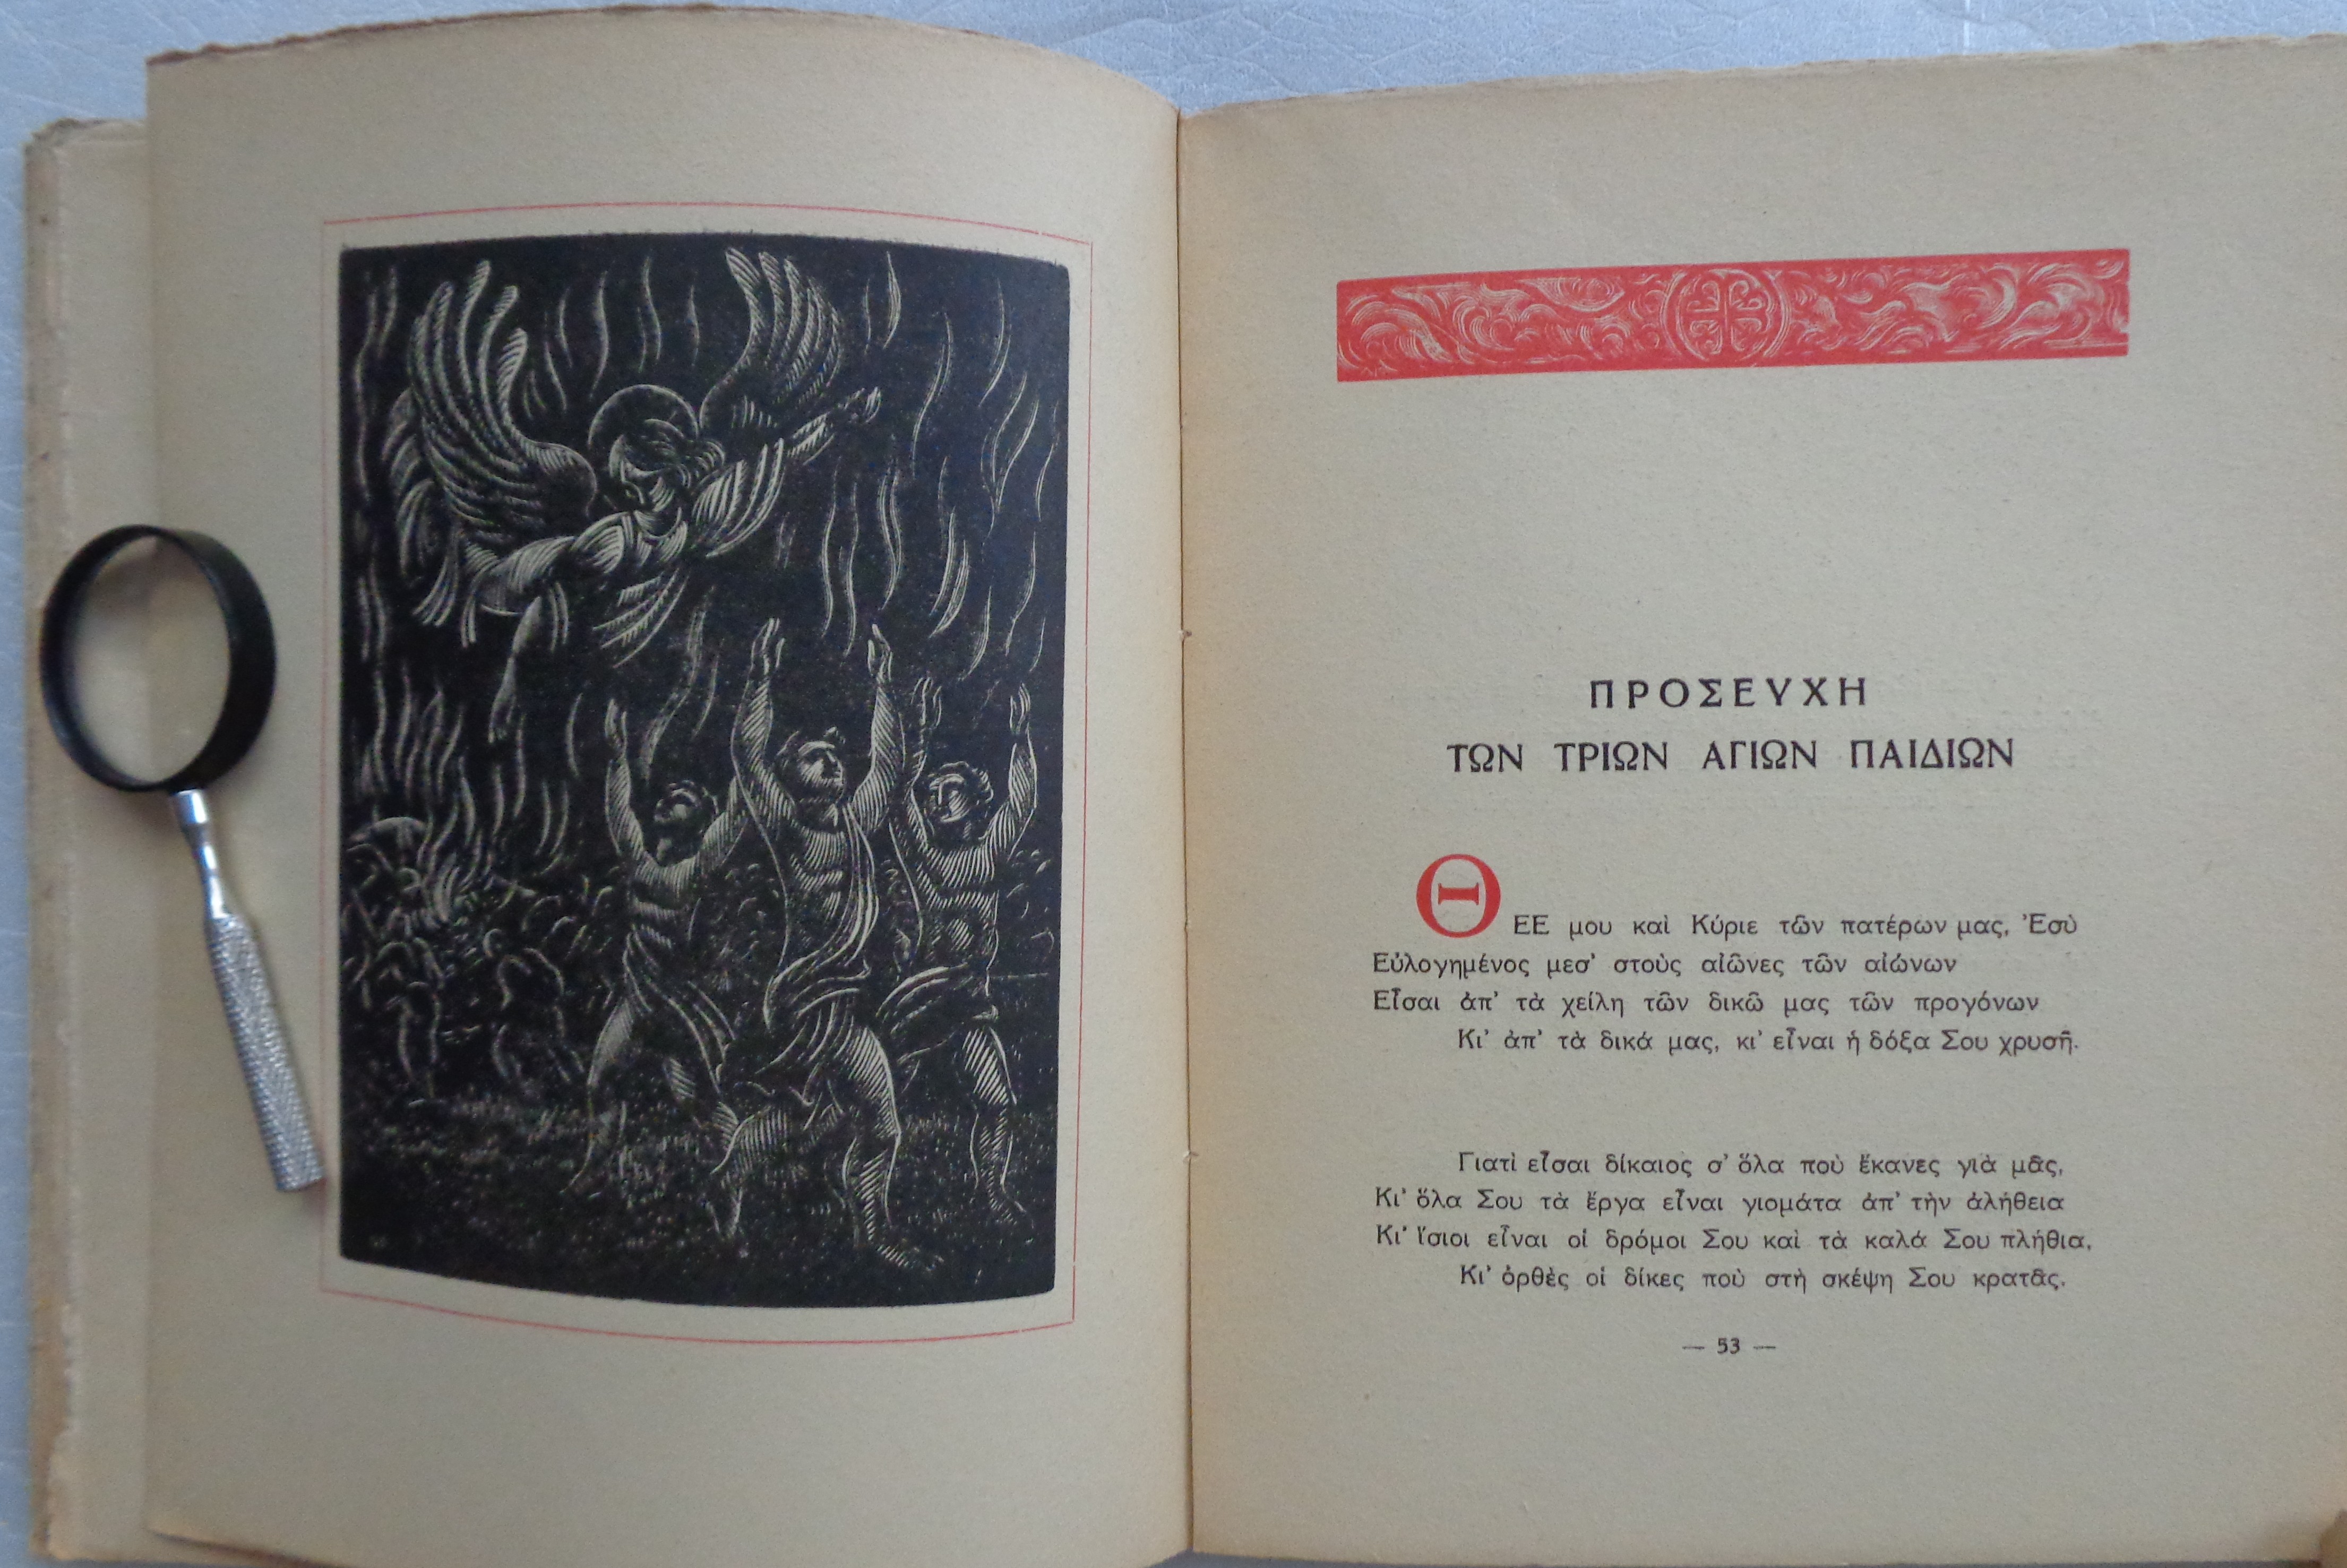 ΠΡΟΣΕΥΧΗ
ΤΩΝ ΤΡΙΩΝ ΑΓΙΩΝ ΠΑΙΔΙΩΝ
ΘΕΕ μου καὶ Κύριε τῶν πατέρων μας, Ἐσὺ
Εὐλογημένος μεσ' στοὺς αἰῶνες τῶν αἰώνων
Εἶσαι ἀπ' τὰ χείλη τῶν δικῶ μας τῶν προγόνων
Κι' ἀπ' τὰ δικά μας, κι' εἶναι ἡ δόξα Σου χρυσῆ.
Γιατὶ εἶσαι δίκαιος σ' ὅλα ποὺ ἔκανες γιὰ μᾶς,
Κι' ὅλα Σου τὰ ἔργα εἶναι γιομάτα ἀπ' τὴν ἀλήθεια
Κι' ἴσιοι εἶναι οἱ δρόμοι Σου καὶ τὰ καλά Σου πλήθια,
Κι' ὀρθὲς οἱ δίκες ποὺ στὴ σκέψη Σου κρατᾶς.
— 53 —